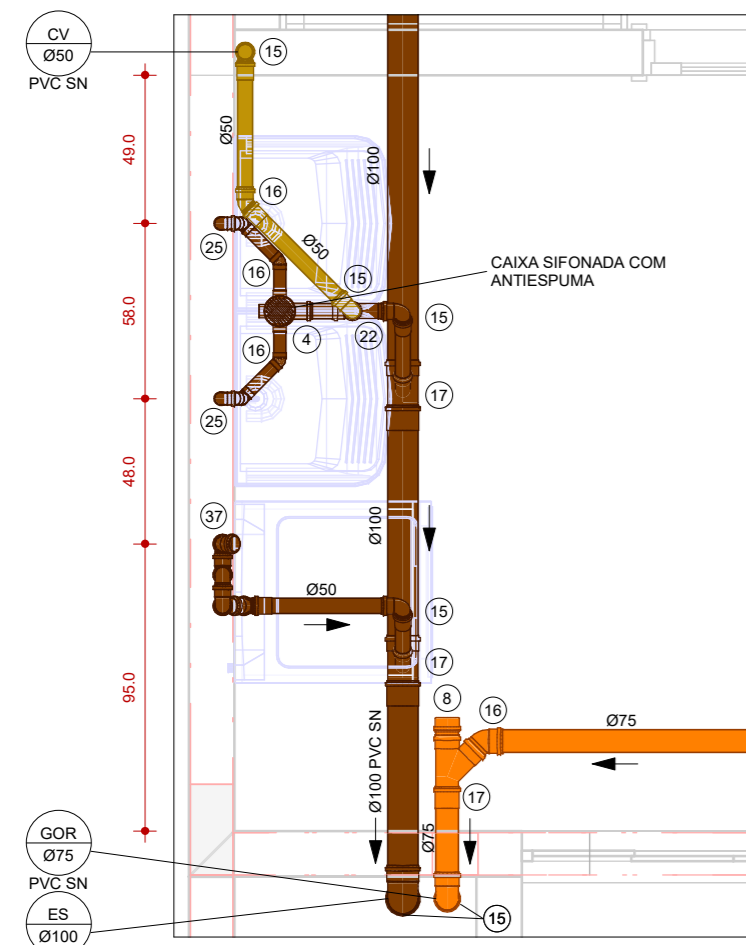 CV
Ø50
PVC SN
15
Ø50
Ø100
49.0
16
25
Ø50
16
15
CAIXA SIFONADA COM
ANTIESPUMA
58.0
4
22
15
16
25
17
48.0
37
Ø100
Ø50
15
17
95.0
8
16
Ø75
Ø100 PVC SN
17
Ø75
GOR
Ø75
PVC SN
ES
Ø100
15